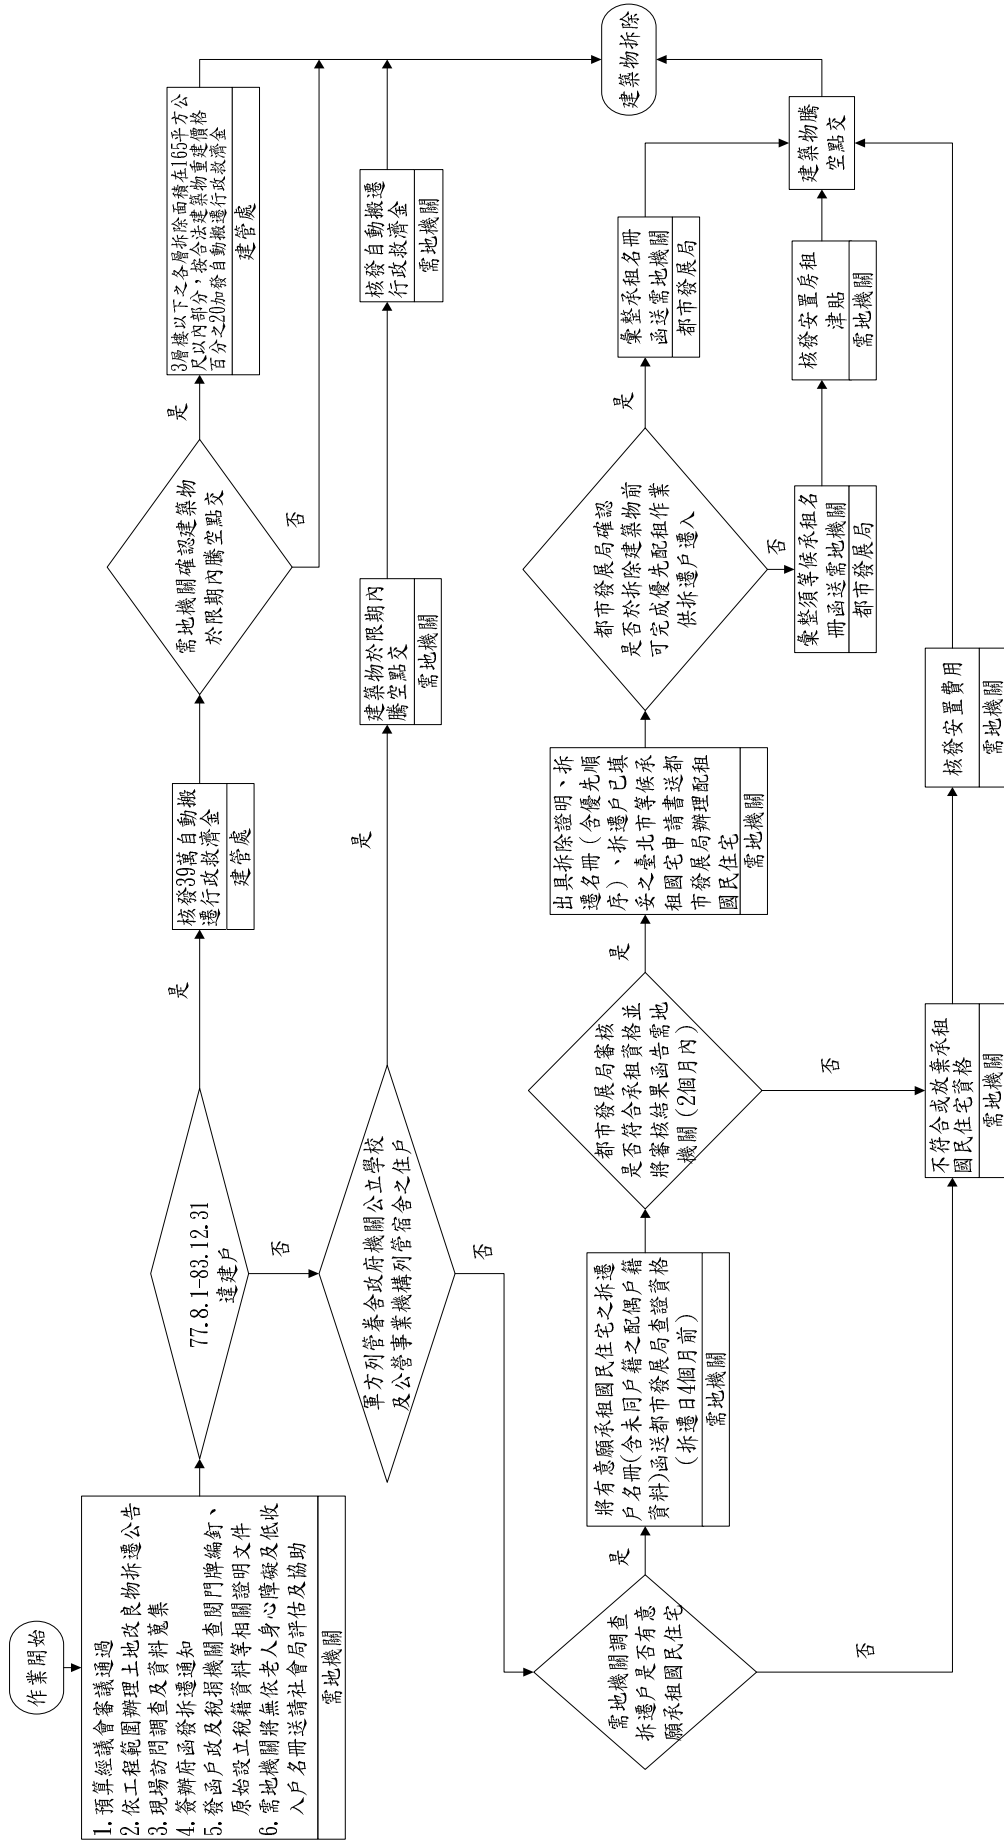 作業開始
1. 預算經議會審議通過
2. 依工程範圍辦理土地改良物拆遷公告
3. 現場訪問調查及資料蒐集
4. 簽辦府函發拆遷通知
5. 發函戶政及稅捐機關查閱門牌編釘、
原始設立稅籍資料等相關證明文件
6. 需地機關將無依老人身心障礙及低收
入戶名冊送請社會局評估及協助
需地機關
77.8.1-83.12.31
違建戶
是
核發39萬自動搬
遷行政救濟金
建管處
需地機關確認建築物
於限期內騰空點交
是
3層樓以下之各層拆除面積在165平方公
尺以內部分，按合法建築物重建價格
百分之20加發自動搬遷行政救濟金
建管處
否
否
軍方列管眷舍政府機關公立學校
及公營事業機構列管宿舍之住戶
是
建築物於限期內
騰空點交
需地機關
核發自動搬遷
行政救濟金
需地機關
建築物拆除
否
需地機關調查
拆遷戶是否有意
願承租國民住宅
是
將有意願承租國民住宅之拆遷
戶名冊(含未同戶籍之配偶戶籍
資料)函送都市發展局查證資格
(拆遷日4個月前)
需地機關
都市發展局審核
是否符合承租資格並
將審核結果函告需地
機關(2個月內)
是
出具拆除證明、拆
遷名冊(含優先順
序)、拆遷戶已填
妥之臺北市等候承
租國宅申請書送都
市發展局辦理配租
國民住宅
需地機關
都市發展局確認
是否於拆除建築物前
可完成優先配租作業
供拆遷戶遷入
是
彙整承租名冊
函送需地機關
都市發展局
否
彙整須等候承租名
冊函送需地機關
都市發展局
核發安置房租
津貼
需地機關
建築物騰
空點交
否
否
不符合或放棄承租
國民住宅資格
需地機關
核發安置費用
需地機關